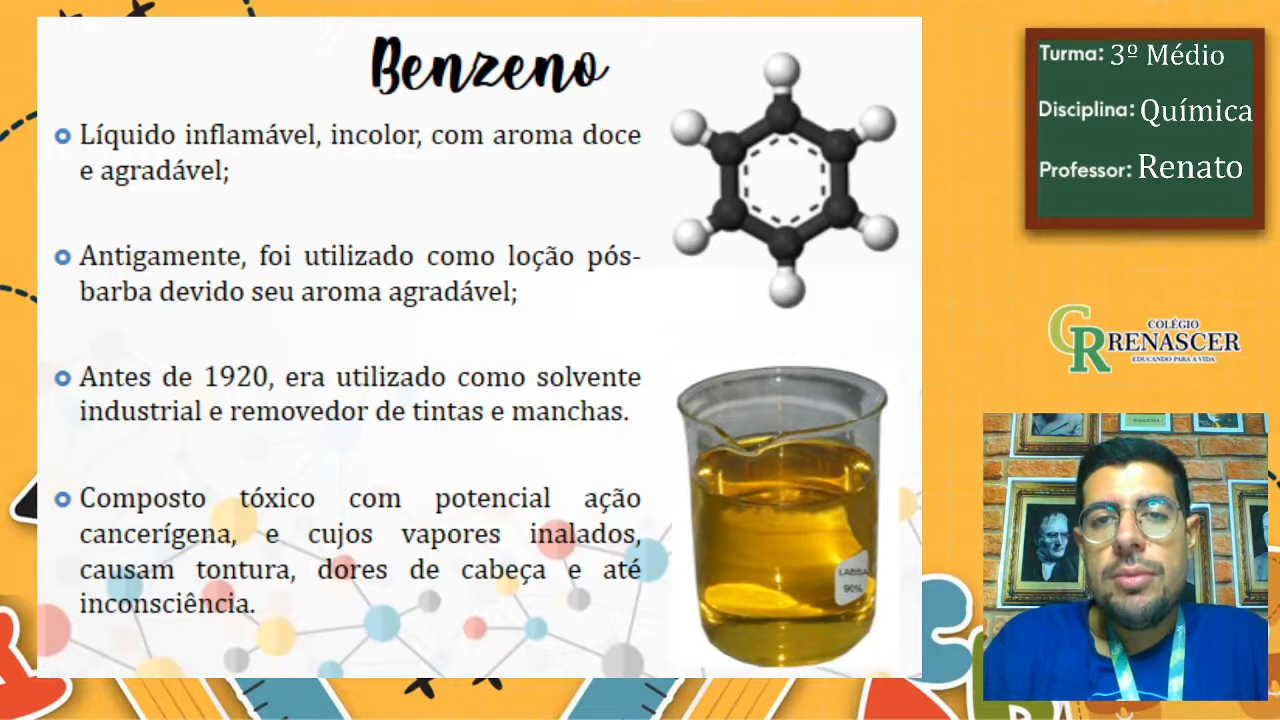 Benzeno
Líquido inflamável, incolor, com aroma doce
e agradável;
Antigamente, foi utilizado como loção pós-
barba devido seu aroma agradável;
Antes de 1920, era utilizado como solvente
industrial e removedor de tintas e manchas.
Composto tóxico com potencial ação
cancerígena, e cujos vapores inalados,
causam tontura, dores de cabeça e até
inconsciência.
90%
Turma: 3º Médio
Disciplina: Química
Professor: Renato
CR
COLÉGIO
RENASCER
EDUCANDO PARA A VIDA